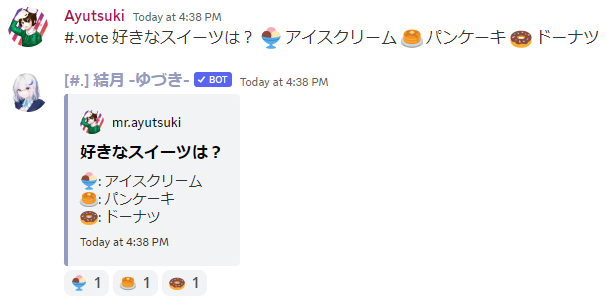 Ayutsuki Today at 4:38 PM
#.vote 好きなスイーツは？ 🍨 アイスクリーム 🥞 パンケーキ 🍩 ドーナツ
[#.] 結月 -ゆづき- ✓ BOT Today at 4:38 PM
mr.ayutsuki
好きなスイーツは？
🍨: アイスクリーム
🥞: パンケーキ
🍩: ドーナツ
Today at 4:38 PM
🍨 1 🥞 1 🍩 1